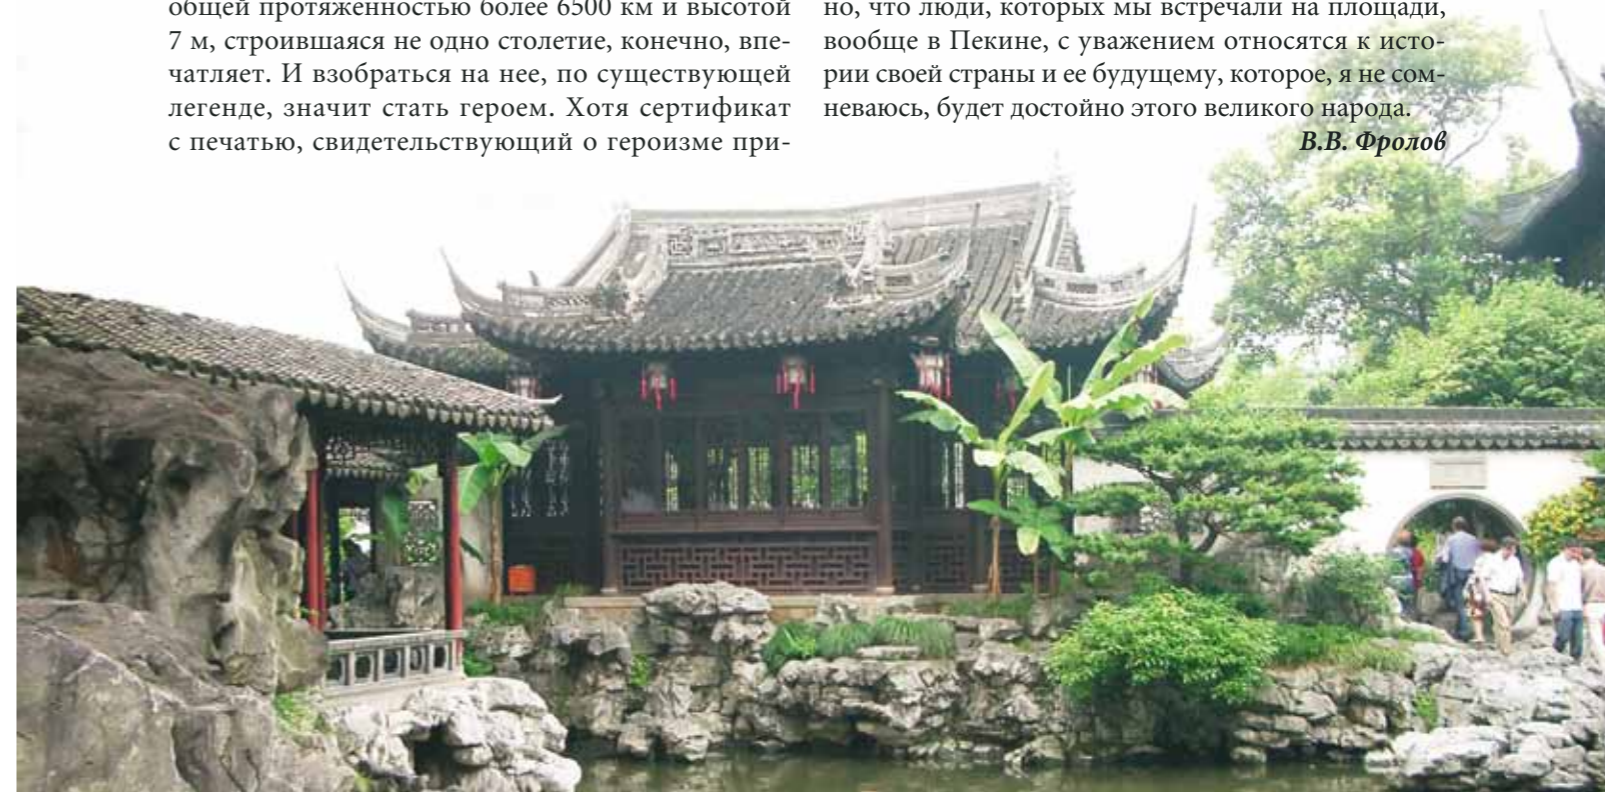 общей протяженностью более 6500 км и высотой
7 м, строившаяся не одно столетие, конечно, впе-
чатляет. И взобраться на нее, по существующей
легенде, значит стать героем. Хотя сертификат
с печатью, свидетельствующий о героизме при-
но, что люди, которых мы встречали на площади,
вообще в Пекине, с уважением относятся к исто-
рии своей страны и ее будущему, которое, я не сом-
неваюсь, будет достойно этого великого народа.
В.В. Фролов